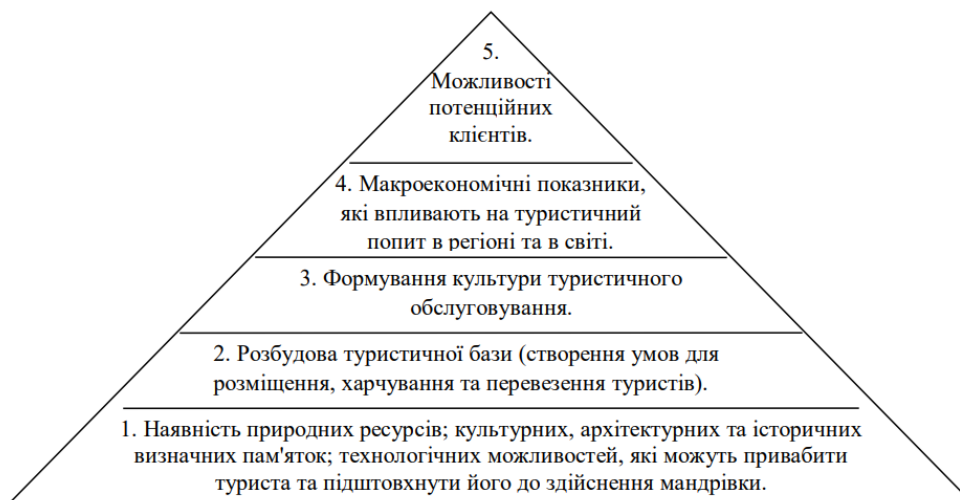 5.
Можливості
потенційних
клієнтів.
4. Макроекономічні показники,
які впливають на туристичний
попит в регіоні та в світі.
3. Формування культури туристичного
обслуговування.
2. Розбудова туристичної бази (створення умов для
розміщення, харчування та перевезення туристів).
1. Наявність природних ресурсів; культурних, архітектурних та історичних
визначних пам'яток; технологічних можливостей, які можуть привабити
туриста та підштовхнути його до здійснення мандрівки.